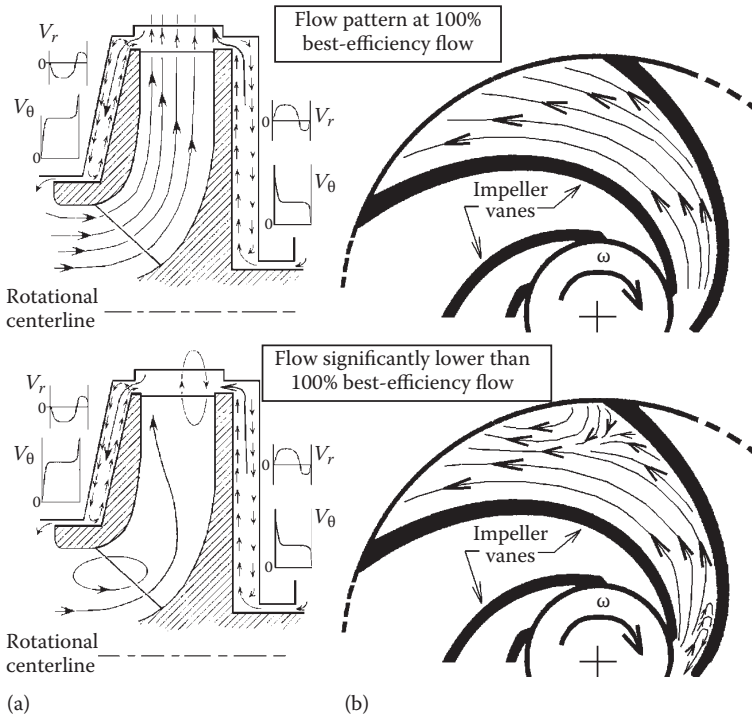 Flow pattern at 100%
best-efficiency flow
V_r
0
V_θ
0
0
V_r
V_θ
0
Impeller
vanes
ω
Rotational
centerline
Flow significantly lower than
100% best-efficiency flow
V_r
0
V_θ
0
0
V_r
V_θ
0
Impeller
vanes
ω
Rotational
centerline
(a)
(b)